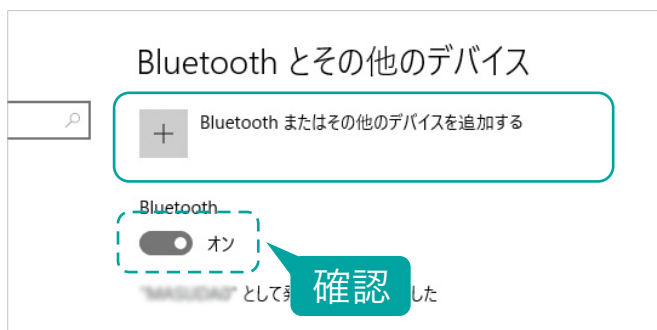 Bluetooth とその他のデバイス
Bluetooth またはその他のデバイスを追加する
Bluetooth
オン
として
確認
した